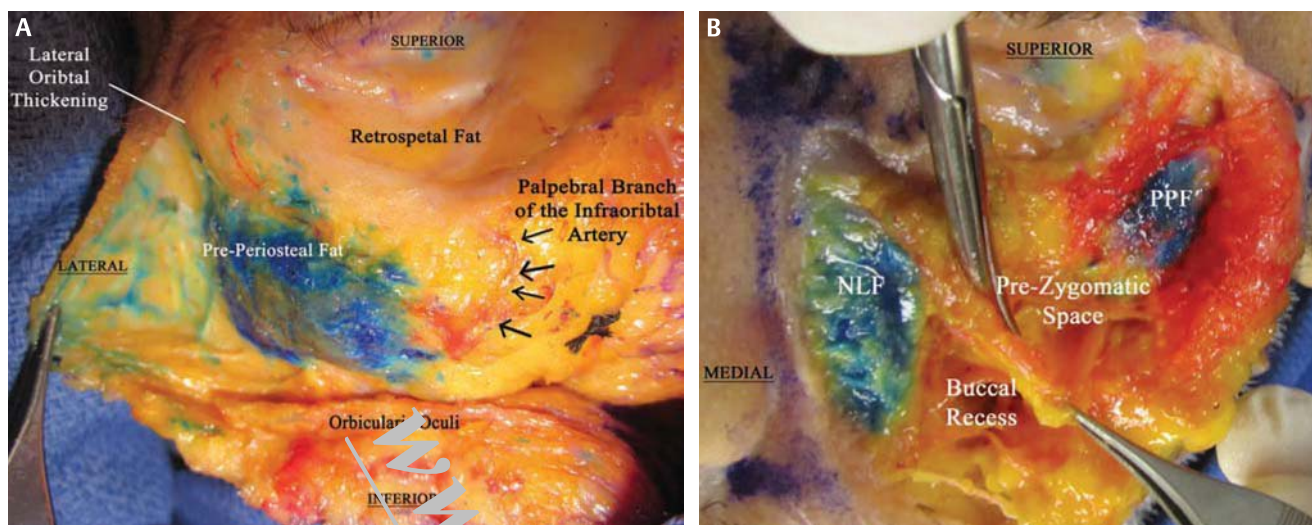 A
SUPERIOR
Lateral
Oribtal
Thickening
Retrospetal Fat
Palpebral Branch
of the Infraoribtal
Artery
Pre-Periosteal Fat
LATERAL
Orbicularis Oculi
INFERIOR
B
SUPERIOR
PPF
NLF
Pre-Zygomatic
Space
MEDIAL
Buccal
Recess